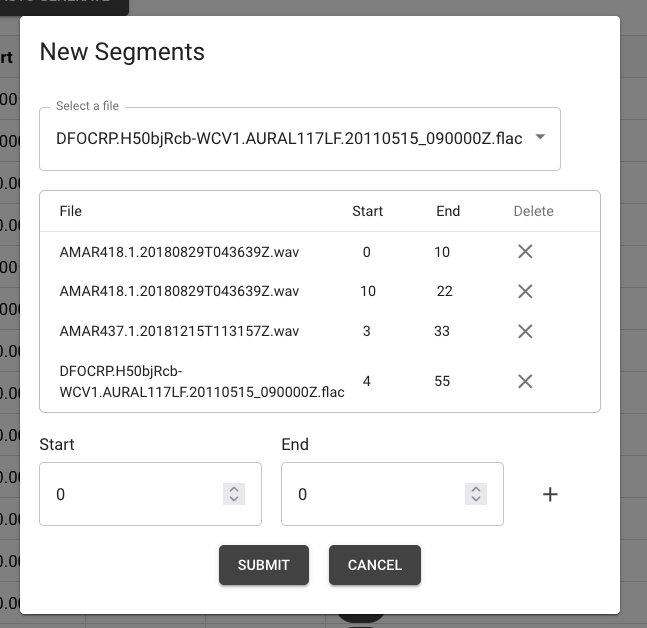 New Segments
Select a file
DFOCRP.H50bjRcb-WCV1.AURAL117LF.20110515_090000Z.flac
File Start End Delete
AMAR418.1.20180829T043639Z.wav 0 10
AMAR418.1.20180829T043639Z.wav 10 22
AMAR437.1.20181215T113157Z.wav 3 33
DFOCRP.H50bjRcb-
WCV1.AURAL117LF.20110515_090000Z.flac 4 55
Start End
0 0
SUBMIT CANCEL